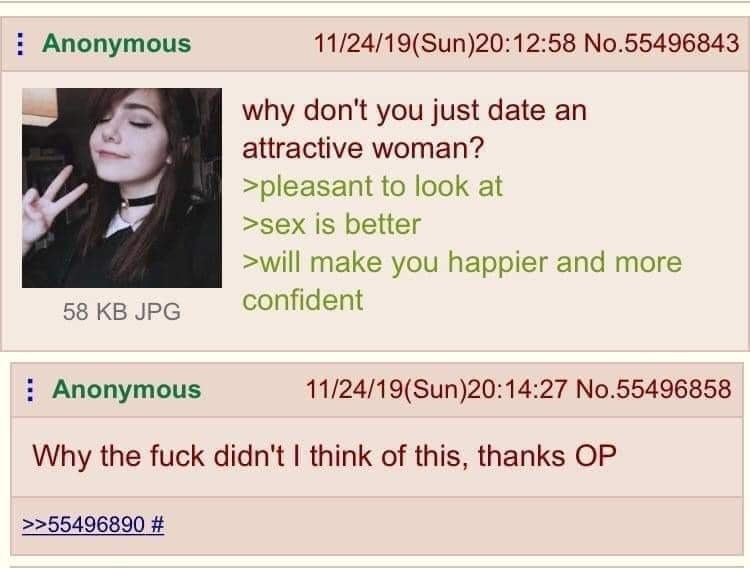 Anonymous 11/24/19(Sun)20:12:58 No.55496843
why don't you just date an
attractive woman?
>pleasant to look at
>sex is better
>will make you happier and more
confident
58 KB JPG
Anonymous 11/24/19(Sun)20:14:27 No.55496858
Why the fuck didn't I think of this, thanks OP
>>55496890 #